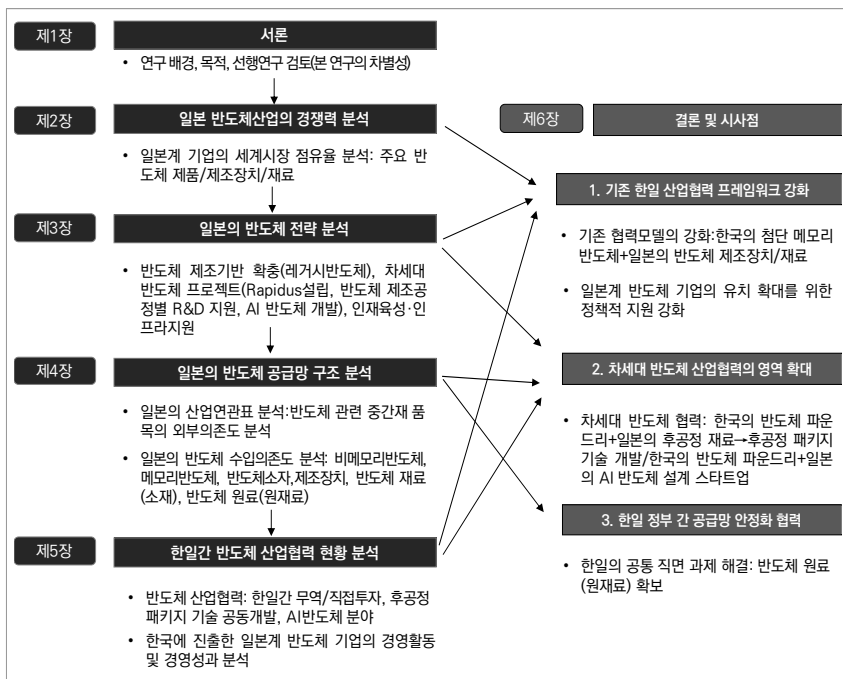 제1장
서론
• 연구 배경, 목적, 선행연구 검토(본 연구의 차별성)
제2장
일본 반도체산업의 경쟁력 분석
• 일본계 기업의 세계시장 점유율 분석: 주요 반
도체 제품/제조장치/재료
제3장
일본의 반도체 전략 분석
• 반도체 제조기반 확충(레거시반도체), 차세대
반도체 프로젝트(Rapidus설립, 반도체 제조공
정별 R&D 지원, AI 반도체 개발), 인재육성·인
프라지원
제4장
일본의 반도체 공급망 구조 분석
• 일본의 산업연관표 분석:반도체 관련 중간재 품
목의 외부의존도 분석
• 일본의 반도체 수입의존도 분석: 비메모리반도체,
메모리반도체, 반도체소자,제조장치, 반도체 재료
(소재), 반도체 원료(원재료)
제5장
한일간 반도체 산업협력 현황 분석
• 반도체 산업협력: 한일간 무역/직접투자, 후공정
패키지 기술 공동개발, AI반도체 분야
• 한국에 진출한 일본계 반도체 기업의 경영활동
및 경영성과 분석
제6장
결론 및 시사점
1. 기존 한일 산업협력 프레임워크 강화
• 기존 협력모델의 강화:한국의 첨단 메모리
반도체+일본의 반도체 제조장치/재료
• 일본계 반도체 기업의 유치 확대를 위한
정책적 지원 강화
2. 차세대 반도체 산업협력의 영역 확대
• 차세대 반도체 협력: 한국의 반도체 파운
드리+일본의 후공정 재료→후공정 패키지
기술 개발/한국의 반도체 파운드리+일본
의 AI 반도체 설계 스타트업
3. 한일 정부 간 공급망 안정화 협력
• 한일의 공통 직면 과제 해결: 반도체 원료
(원재료) 확보